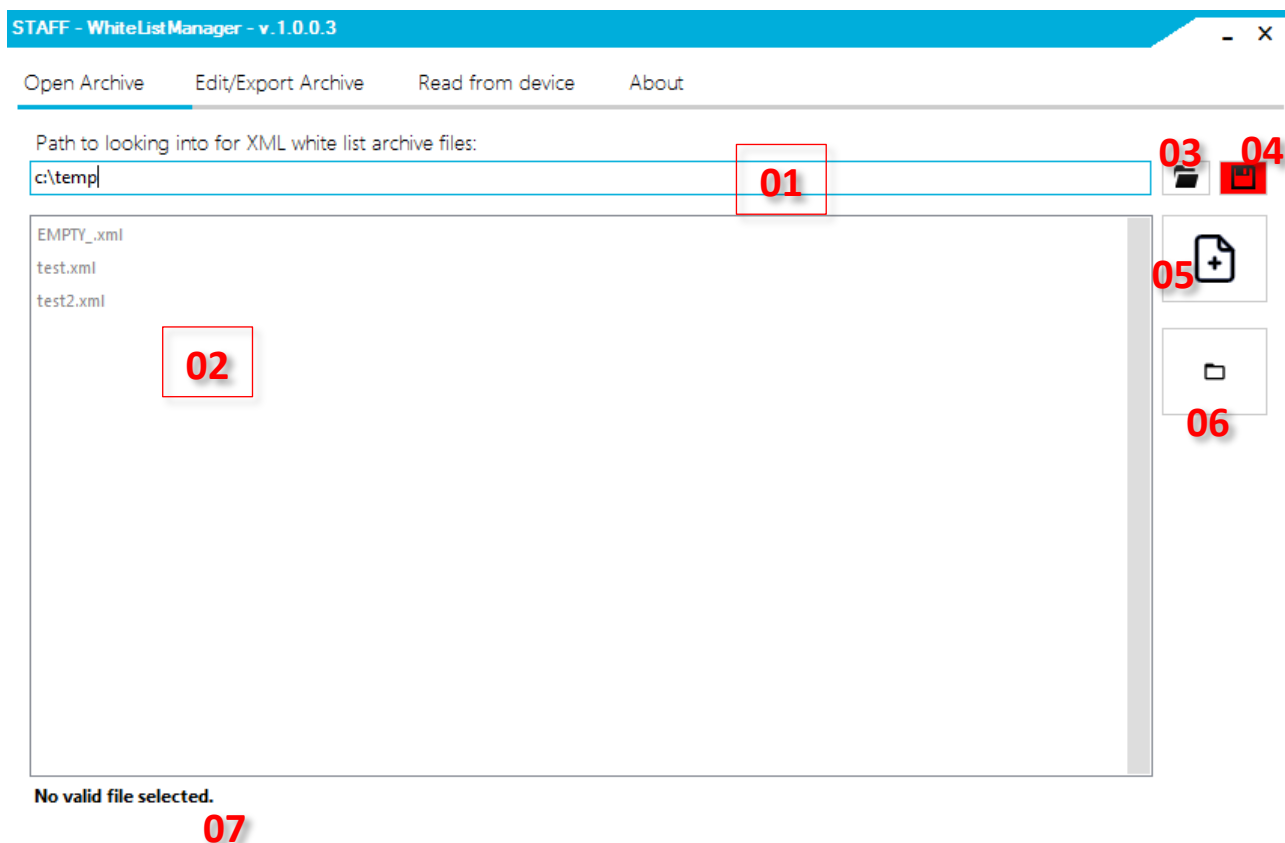 STAFF - WhiteListManager - v.1.0.0.3
Open Archive Edit/Export Archive Read from device About
Path to looking into for XML white list archive files:
c:\temp
01
03
04
EMPTY_.xml
test.xml
test2.xml
05
02
06
No valid file selected.
07